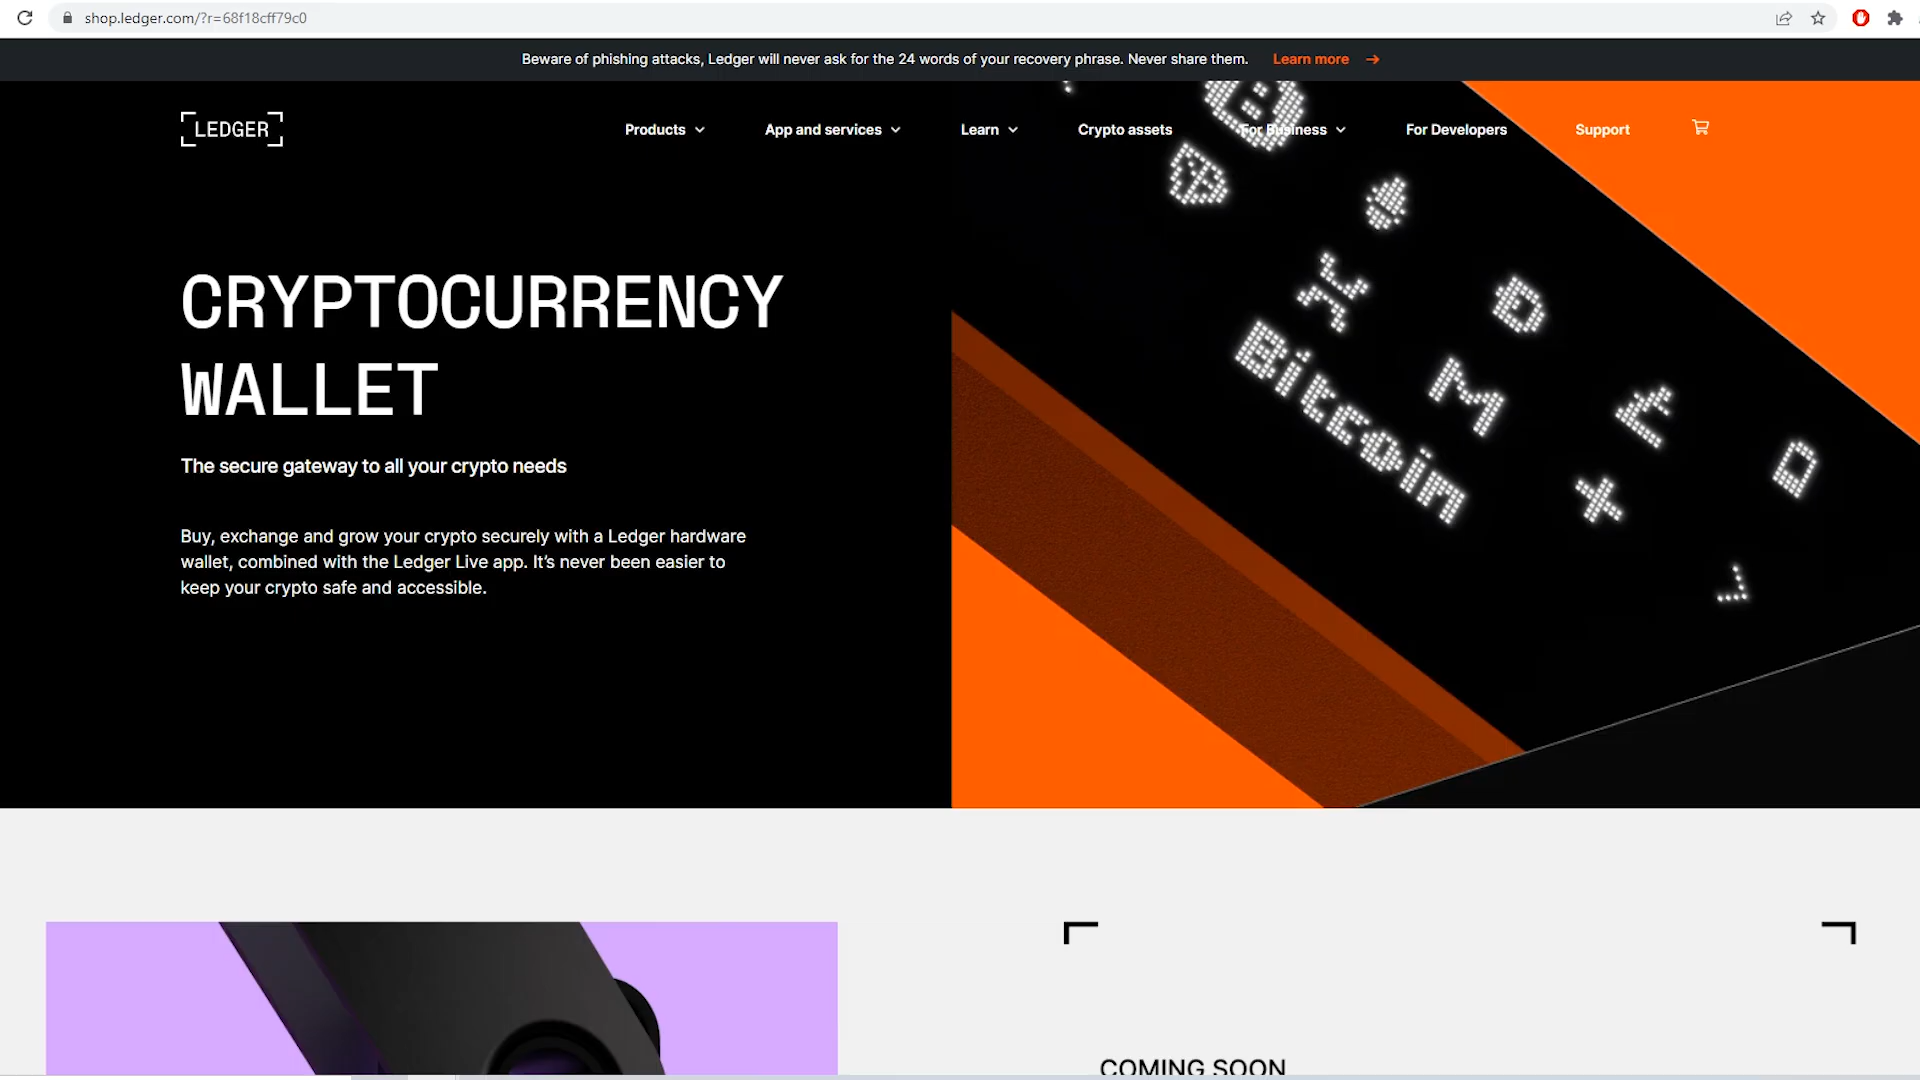 shop.ledger.com/?r=68f18cff79c0
Beware of phishing attacks, Ledger will never ask for the 24 words of your recovery phrase. Never share them. Learn more
LEDGER
Products
App and services
Learn
Crypto assets
For Business
For Developers
Support
CRYPTOCURRENCY
WALLET
The secure gateway to all your crypto needs
Buy, exchange and grow your crypto securely with a Ledger hardware
wallet, combined with the Ledger Live app. It’s never been easier to
keep your crypto safe and accessible.
Bitcoin
COMING SOON